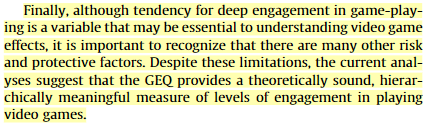 Finally, although tendency for deep engagement in game-play-
ing is a variable that may be essential to understanding video game
effects, it is important to recognize that there are many other risk
and protective factors. Despite these limitations, the current anal-
yses suggest that the GEQ provides a theoretically sound, hierar-
chically meaningful measure of levels of engagement in playing
video games.